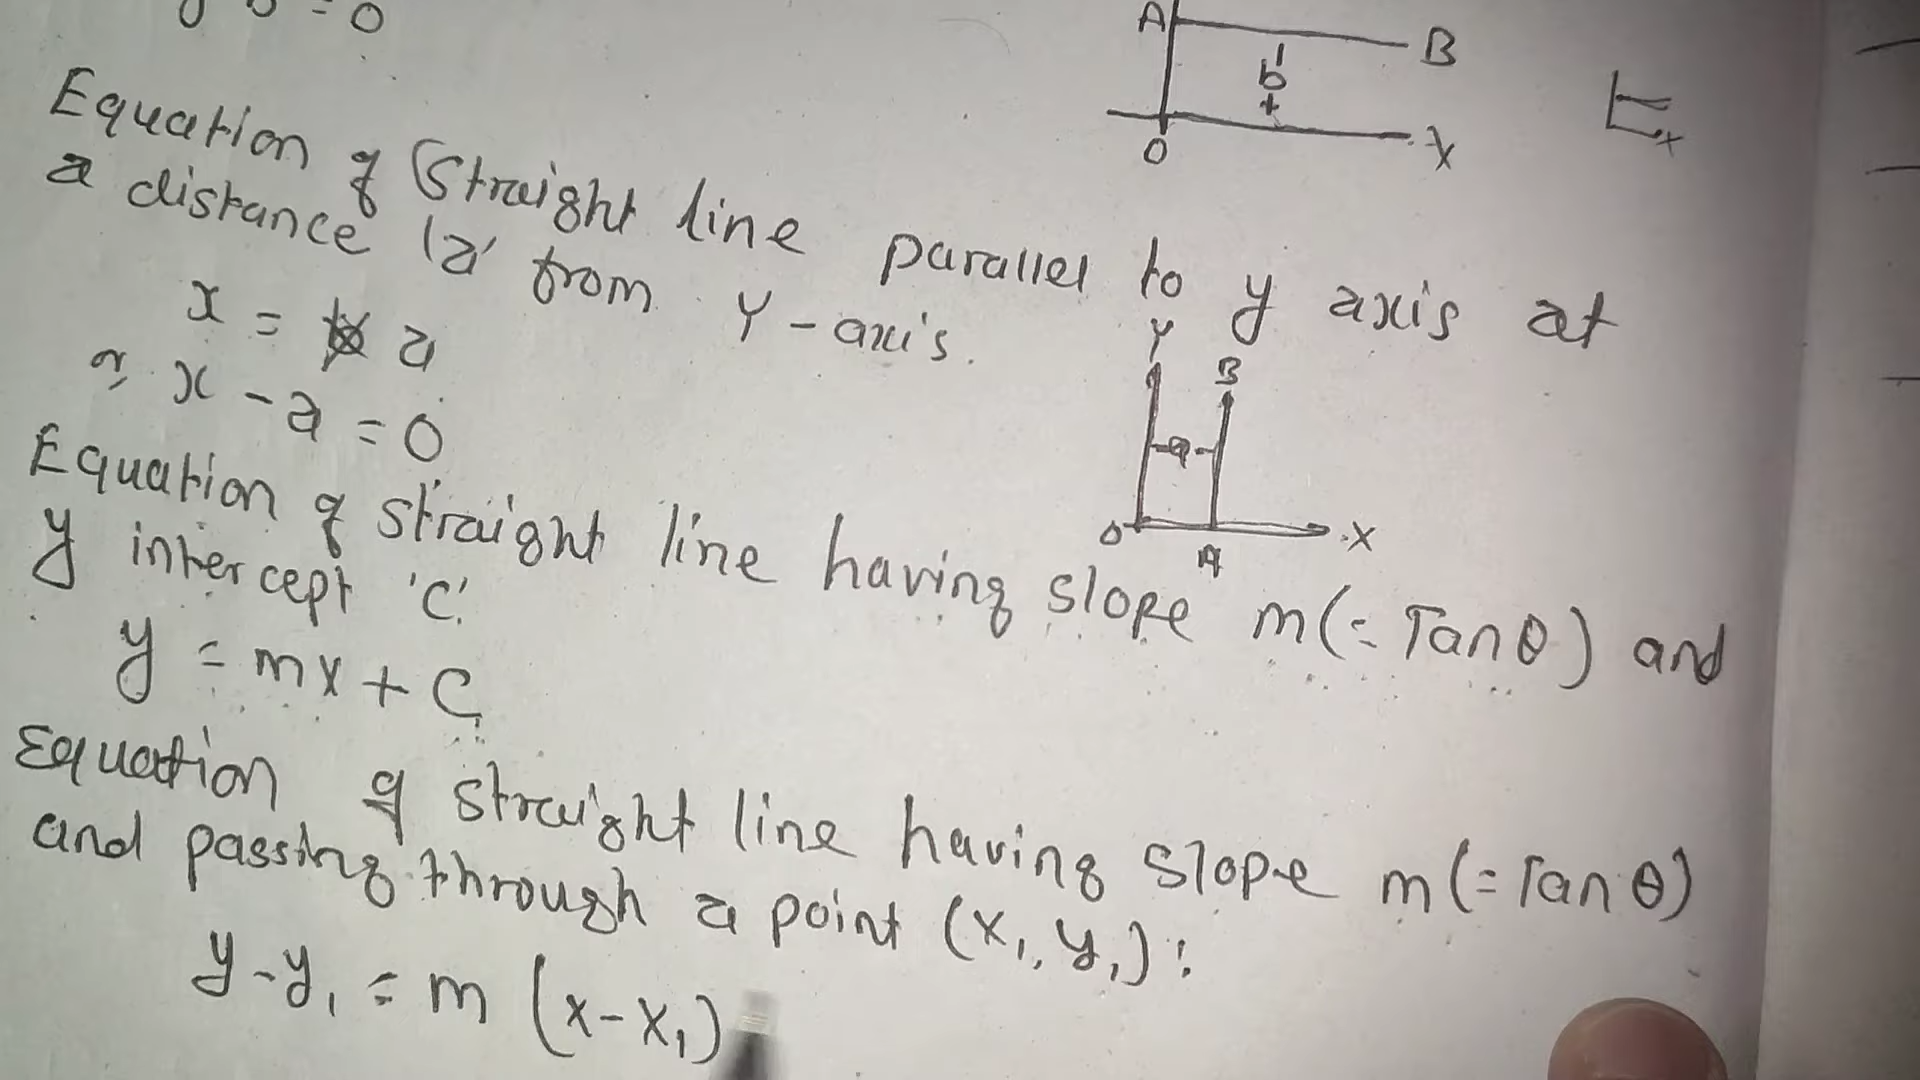 = 0
A B
'b'
O X
Equation of Straight line parallel to y axis at
a distance 'a' from Y-axis.
x = a
or x - a = 0
Y B
a
O A X
Equation of straight line having slope m(= Tan θ) and
y intercept 'c'.
y = mx + C
Equation of straight line having slope m(= Tan θ)
and passing through a point (x₁, y₁):
y - y₁ = m (x - x₁)